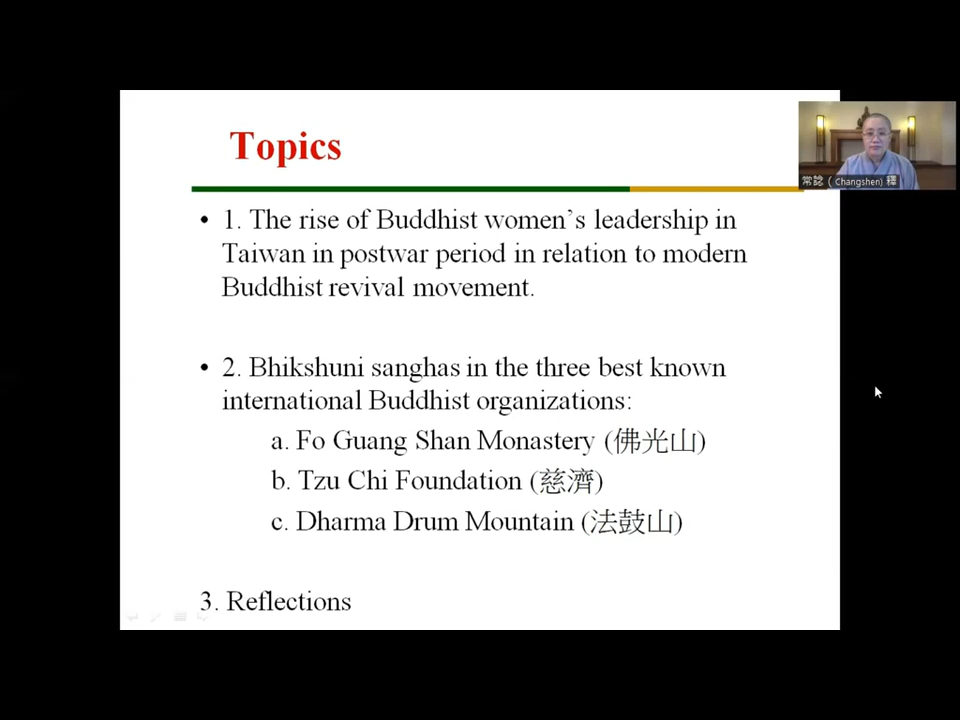 Topics
• 1. The rise of Buddhist women’s leadership in
Taiwan in postwar period in relation to modern
Buddhist revival movement.
• 2. Bhikshuni sanghas in the three best known
international Buddhist organizations:
a. Fo Guang Shan Monastery (佛光山)
b. Tzu Chi Foundation (慈濟)
c. Dharma Drum Mountain (法鼓山)
3. Reflections
常諗 ( Changshen) 釋